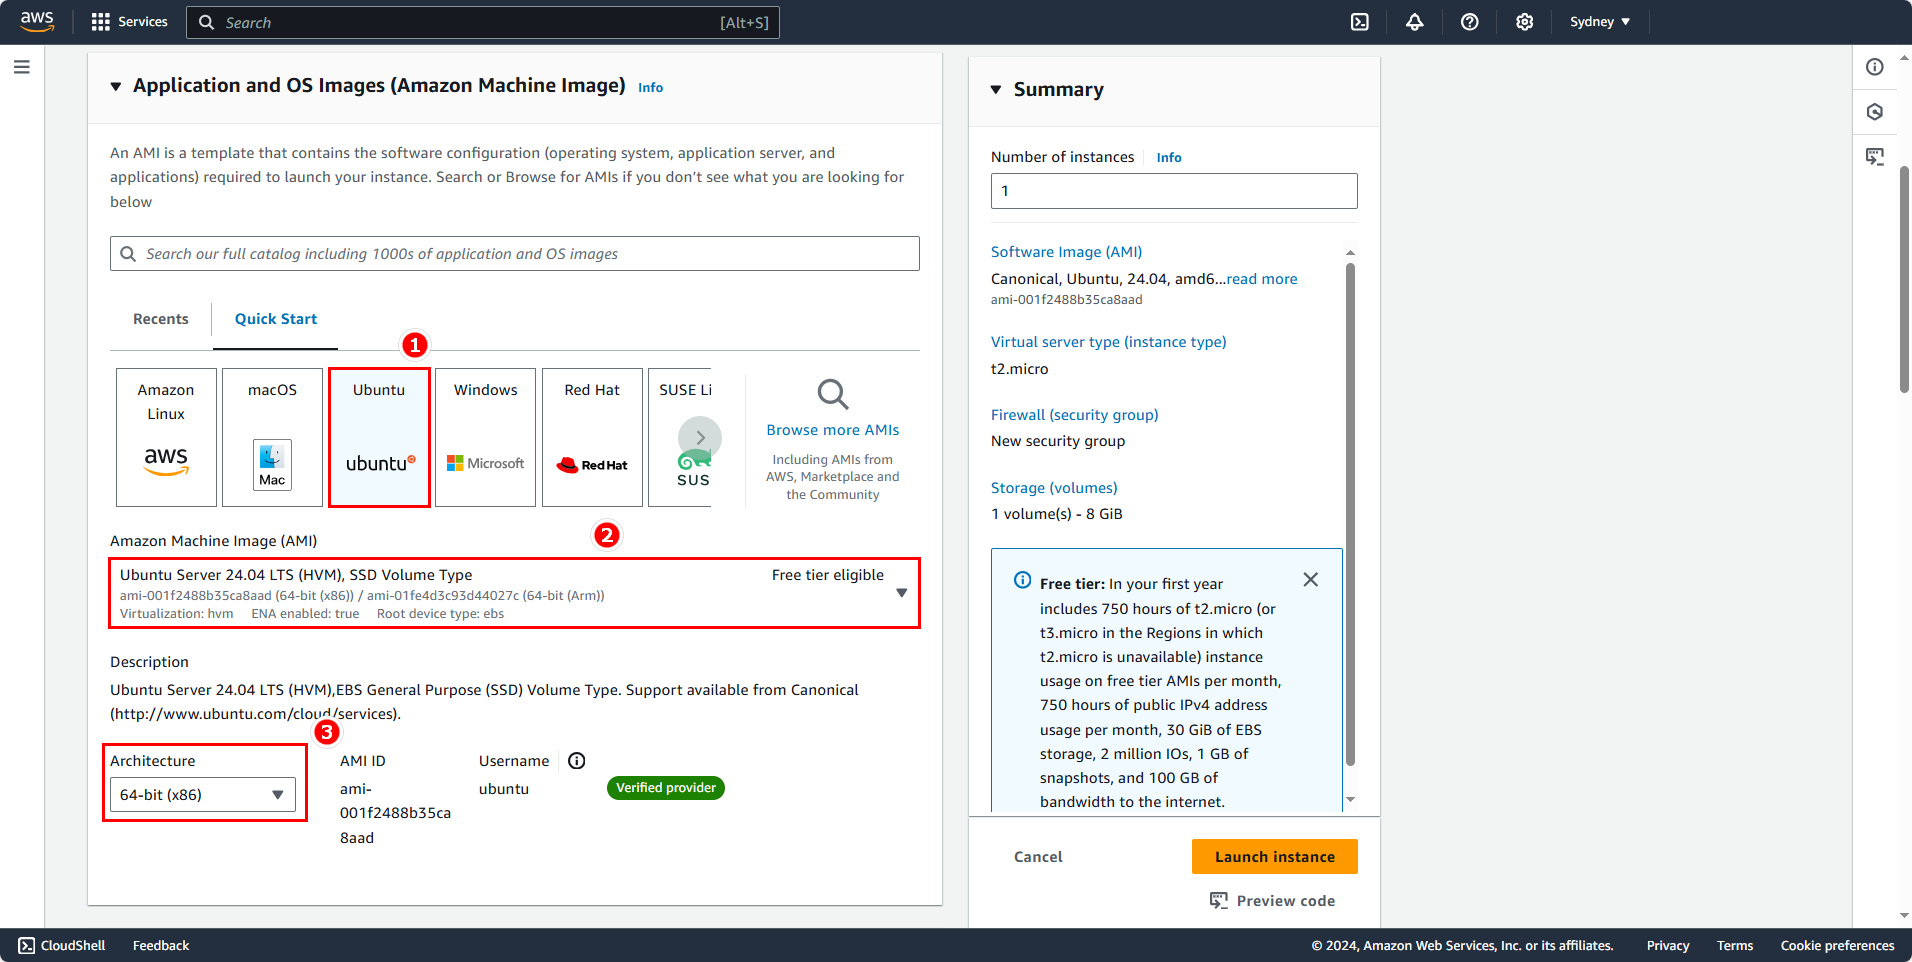 aws
Services
Search
[Alt+S]
Sydney
Application and OS Images (Amazon Machine Image)
Info
An AMI is a template that contains the software configuration (operating system, application server, and
applications) required to launch your instance. Search or Browse for AMIs if you don’t see what you are looking for
below
Search our full catalog including 1000s of application and OS images
Recents
Quick Start
1
Amazon
Linux
aws
macOS
Mac
Ubuntu
ubuntu
Windows
Microsoft
Red Hat
Red Hat
SUSE Li
SUS
Browse more AMIs
Including AMIs from
AWS, Marketplace and
the Community
2
Amazon Machine Image (AMI)
Ubuntu Server 24.04 LTS (HVM), SSD Volume Type
Free tier eligible
ami-001f2488b35ca8aad (64-bit (x86)) / ami-01fe4d3c93d44027c (64-bit (Arm))
Virtualization: hvm
ENA enabled: true
Root device type: ebs
Description
Ubuntu Server 24.04 LTS (HVM),EBS General Purpose (SSD) Volume Type. Support available from Canonical
(http://www.ubuntu.com/cloud/services).
3
Architecture
64-bit (x86)
AMI ID
ami-
001f2488b35ca
8aad
Username
ubuntu
Verified provider
Summary
Number of instances
Info
1
Software Image (AMI)
Canonical, Ubuntu, 24.04, amd6...read more
ami-001f2488b35ca8aad
Virtual server type (instance type)
t2.micro
Firewall (security group)
New security group
Storage (volumes)
1 volume(s) - 8 GiB
Free tier: In your first year
includes 750 hours of t2.micro (or
t3.micro in the Regions in which
t2.micro is unavailable) instance
usage on free tier AMIs per month,
750 hours of public IPv4 address
usage per month, 30 GiB of EBS
storage, 2 million IOs, 1 GB of
snapshots, and 100 GB of
bandwidth to the internet.
Cancel
Launch instance
Preview code
CloudShell
Feedback
© 2024, Amazon Web Services, Inc. or its affiliates.
Privacy
Terms
Cookie preferences